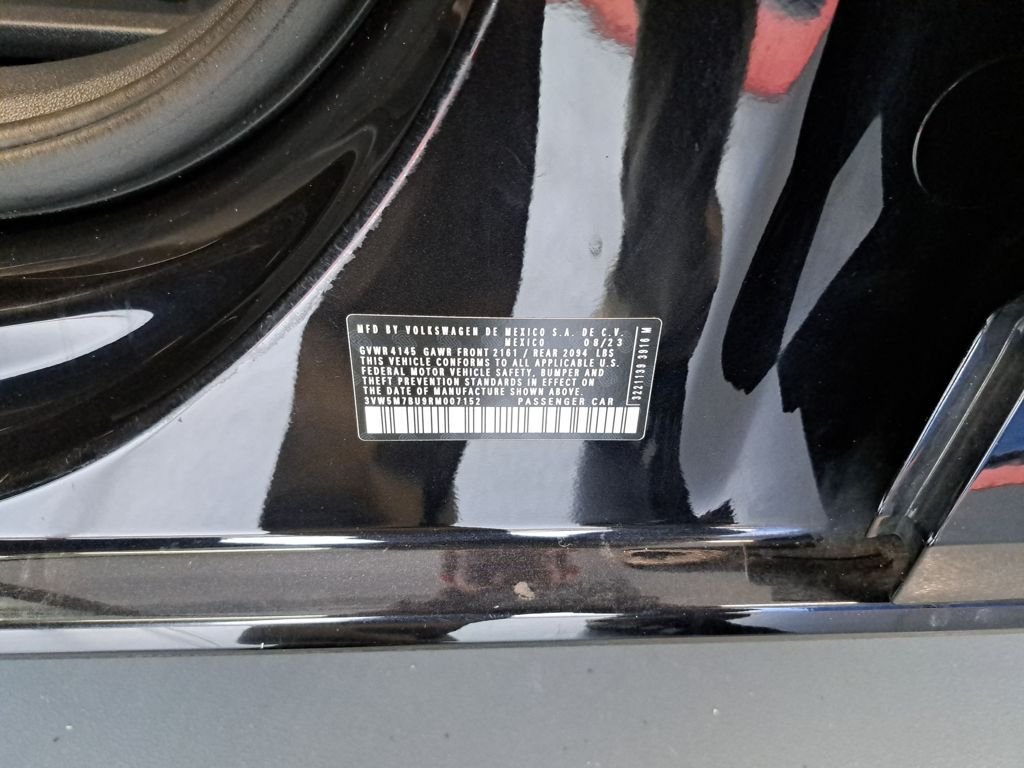 MFD BY VOLKSWAGEN DE MEXICO S.A. DE C.V.
MEXICO 08/23
GVWR 4145 GAWR FRONT 2161 / REAR 2094 LBS
THIS VEHICLE CONFORMS TO ALL APPLICABLE U.S.
FEDERAL MOTOR VEHICLE SAFETY, BUMPER AND
THEFT PREVENTION STANDARDS IN EFFECT ON
THE DATE OF MANUFACTURE SHOWN ABOVE.
3VW5M7BU9RM007152 PASSENGER CAR
3221139 3916 M